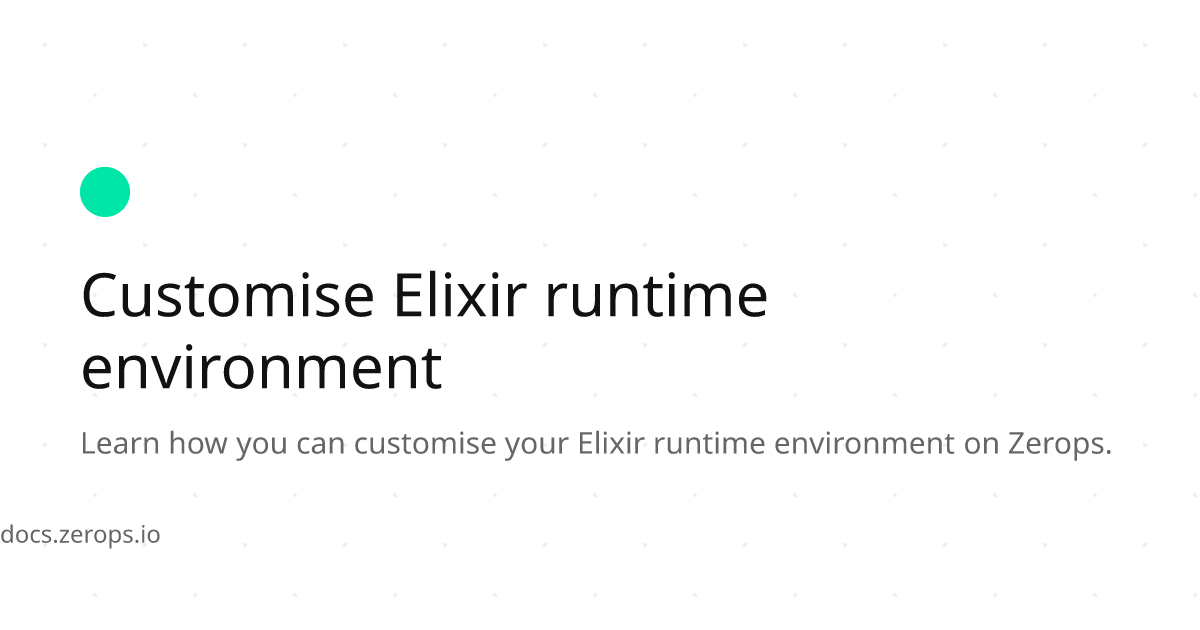 Customise Elixir runtime
environment
Learn how you can customise your Elixir runtime environment on Zerops.
docs.zerops.io